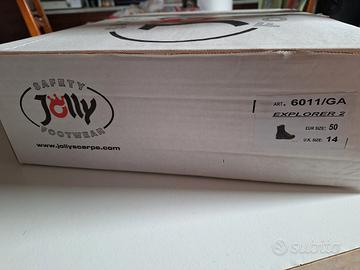 SAFETY
Jolly
FOOTWEAR
www.jollyscarpe.com
ART. 6011/GA
EXPLORER 2
EUR SIZE: 50
U.K. SIZE: 14
subito